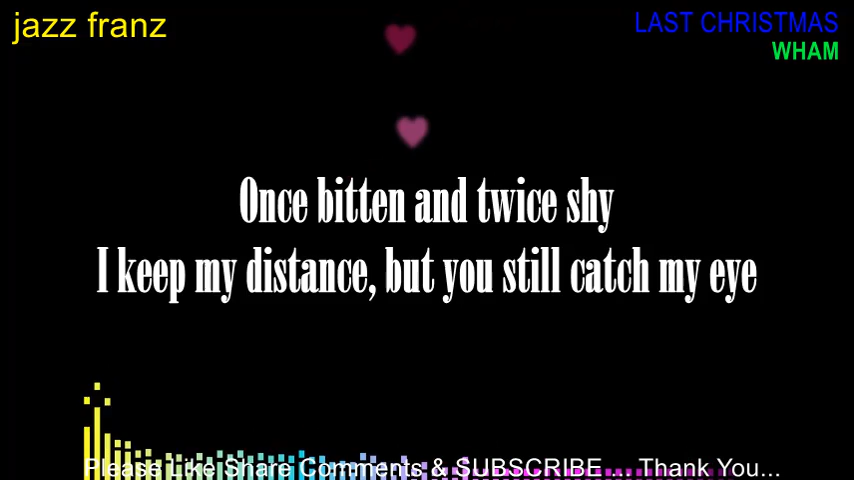 jazz franz
LAST CHRISTMAS
WHAM
Once bitten and twice shy
I keep my distance, but you still catch my eye
Please Like Share Comments & SUBSCRIBE ... Thank You...